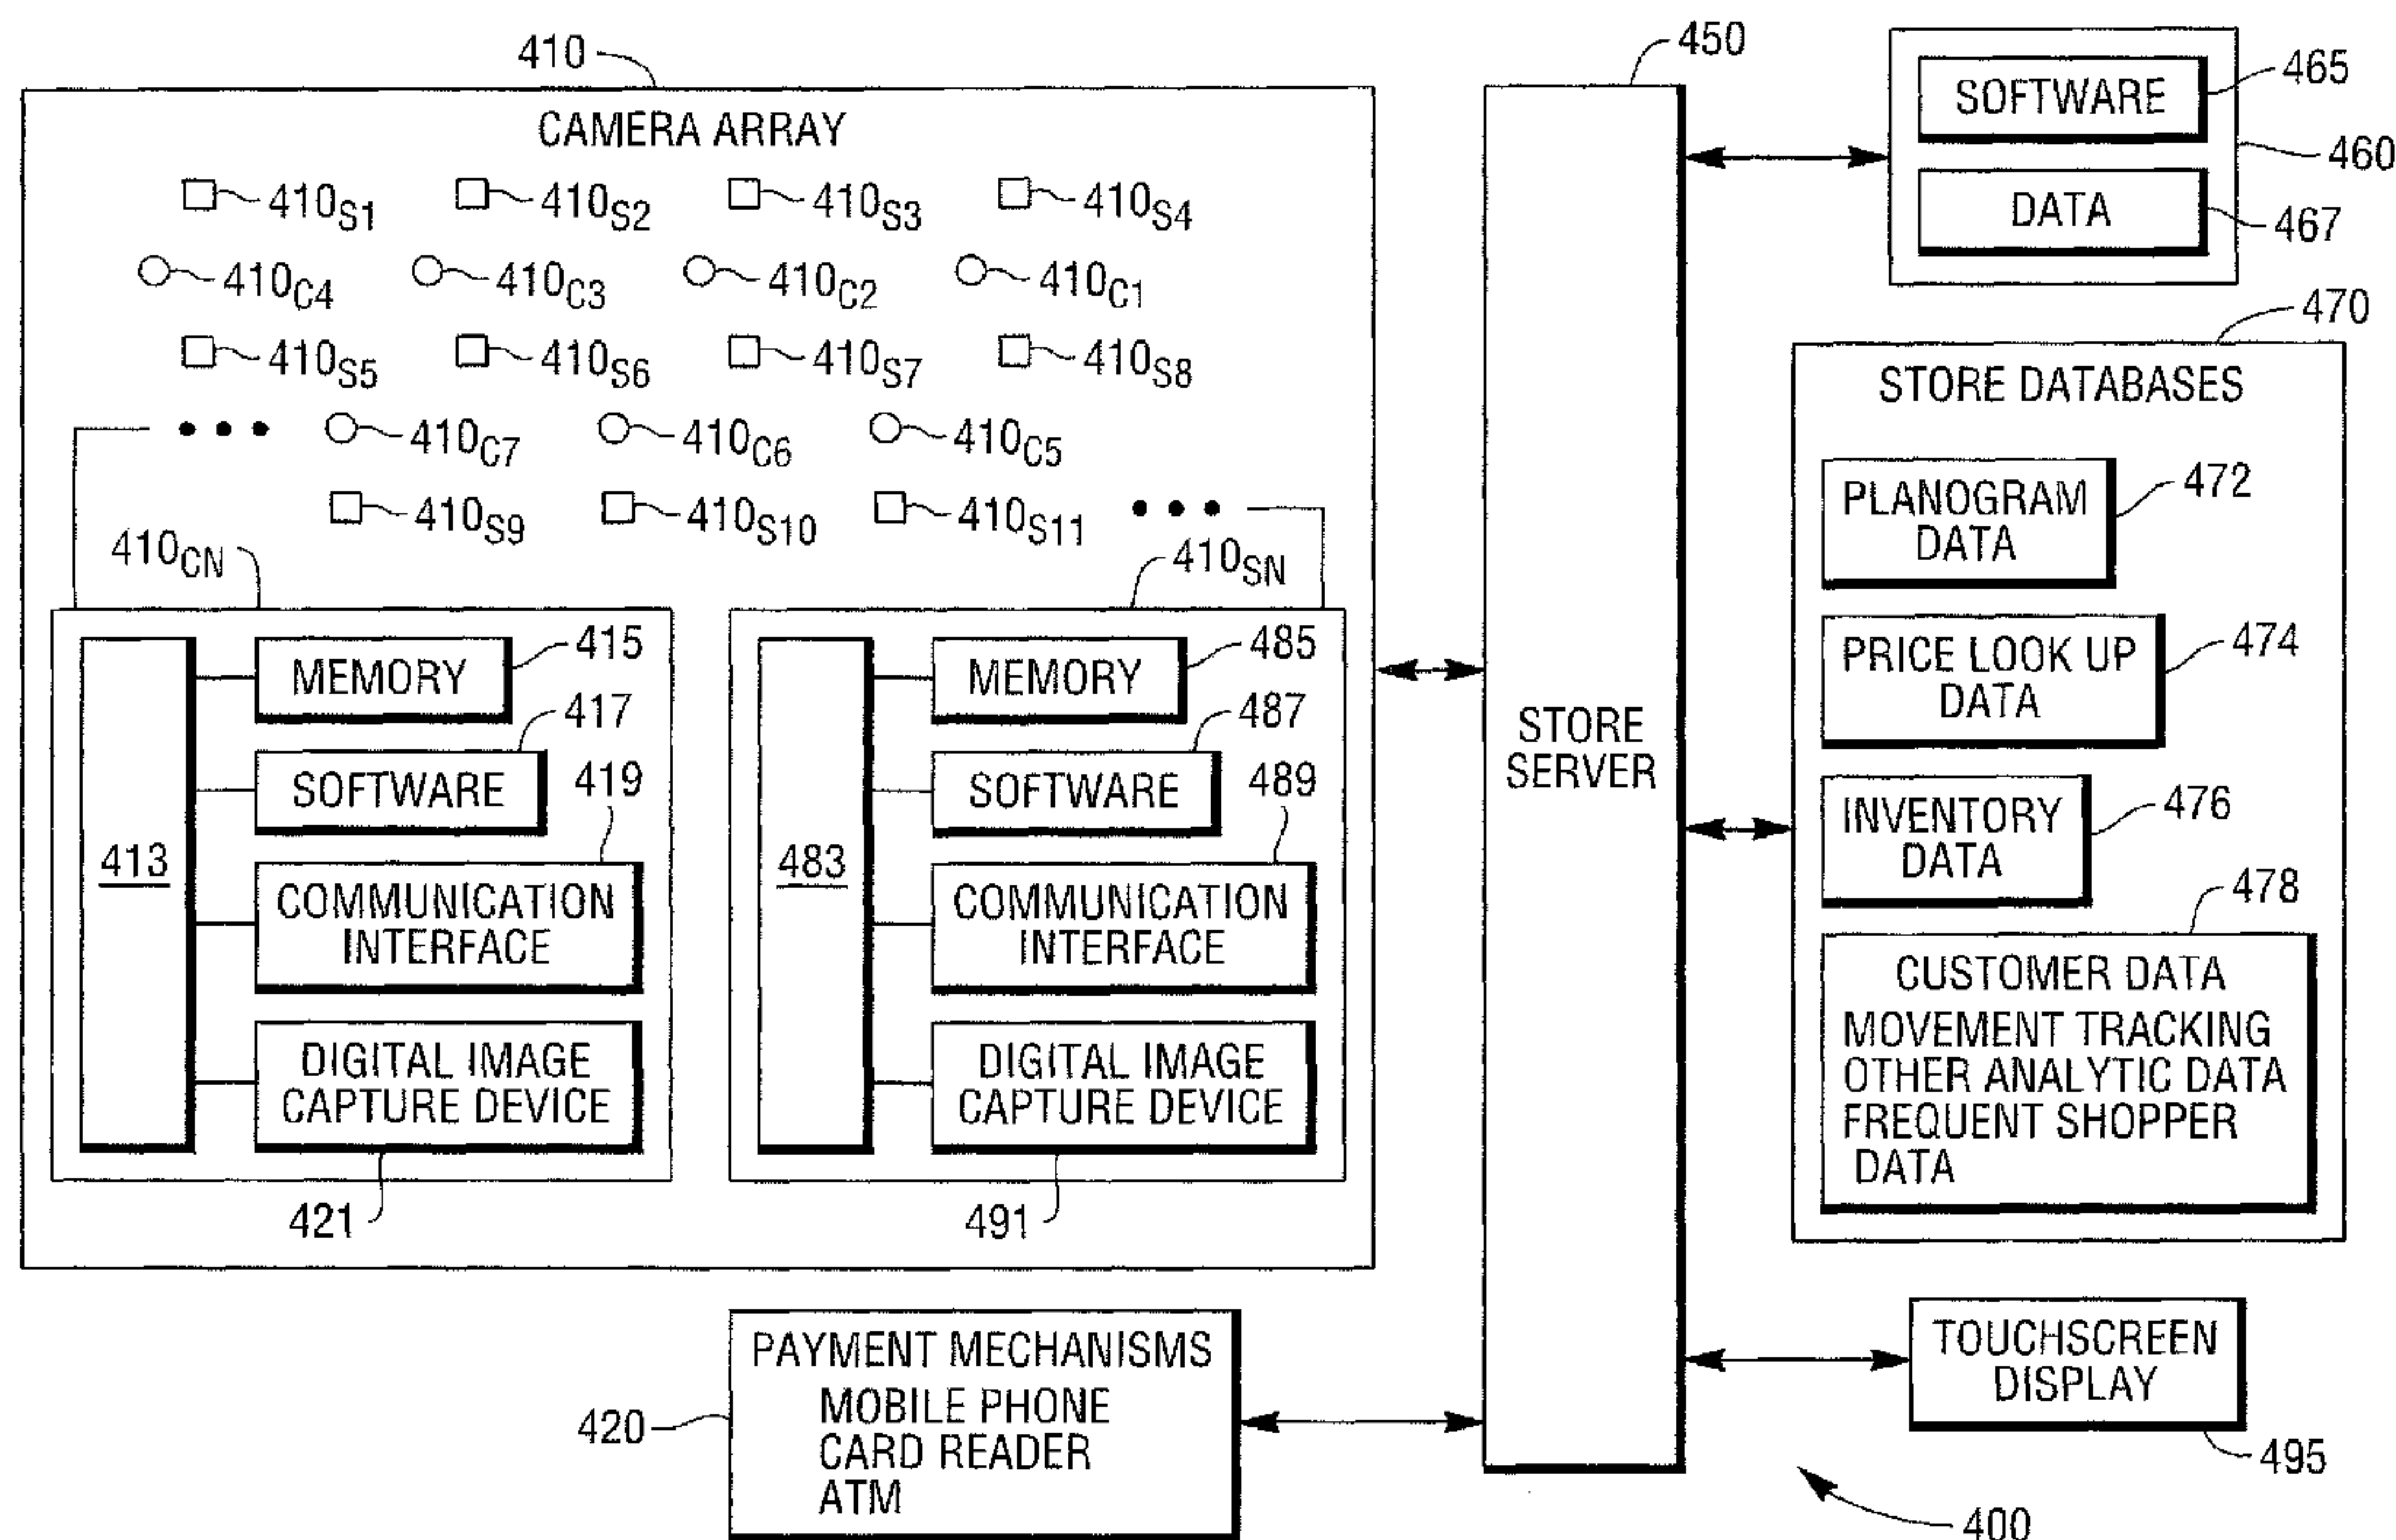 410
CAMERA ARRAY
410S1 410S2 410S3 410S4
410C4 410C3 410C2 410C1
410S5 410S6 410S7 410S8
• • • 410C7 410C6 410C5
410S9 410S10 410S11 • • •
410CN
413
MEMORY
415
SOFTWARE
417
COMMUNICATION
INTERFACE
419
DIGITAL IMAGE
CAPTURE DEVICE
421
410SN
483
MEMORY
485
SOFTWARE
487
COMMUNICATION
INTERFACE
489
DIGITAL IMAGE
CAPTURE DEVICE
491
PAYMENT MECHANISMS
MOBILE PHONE
CARD READER
ATM
420
450
STORE
SERVER
SOFTWARE
465
DATA
467
460
470
STORE DATABASES
PLANOGRAM
DATA
472
PRICE LOOK UP
DATA
474
INVENTORY
DATA
476
478
CUSTOMER DATA
MOVEMENT TRACKING
OTHER ANALYTIC DATA
FREQUENT SHOPPER
DATA
TOUCHSCREEN
DISPLAY
495
400